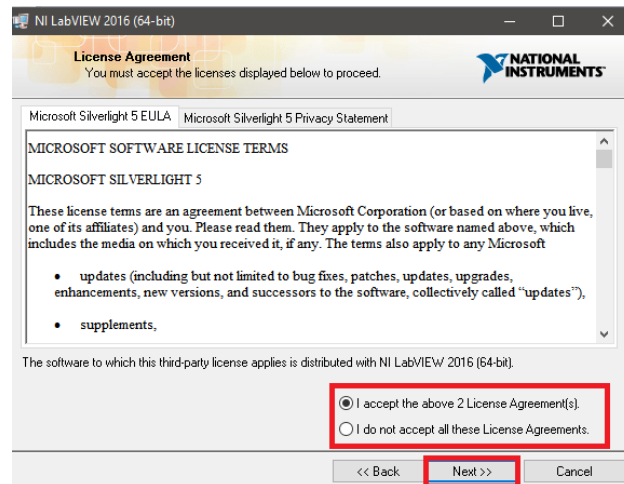 NI LabVIEW 2016 (64-bit)
License Agreement
You must accept the licenses displayed below to proceed.
NATIONAL
INSTRUMENTS™
Microsoft Silverlight 5 EULA
Microsoft Silverlight 5 Privacy Statement
MICROSOFT SOFTWARE LICENSE TERMS
MICROSOFT SILVERLIGHT 5
These license terms are an agreement between Microsoft Corporation (or based on where you live,
one of its affiliates) and you. Please read them. They apply to the software named above, which
includes the media on which you received it, if any. The terms also apply to any Microsoft
• updates (including but not limited to bug fixes, patches, updates, upgrades,
enhancements, new versions, and successors to the software, collectively called “updates”),
• supplements,
The software to which this third-party license applies is distributed with NI LabVIEW 2016 (64-bit).
I accept the above 2 License Agreement(s).
I do not accept all these License Agreements.
<< Back
Next >>
Cancel